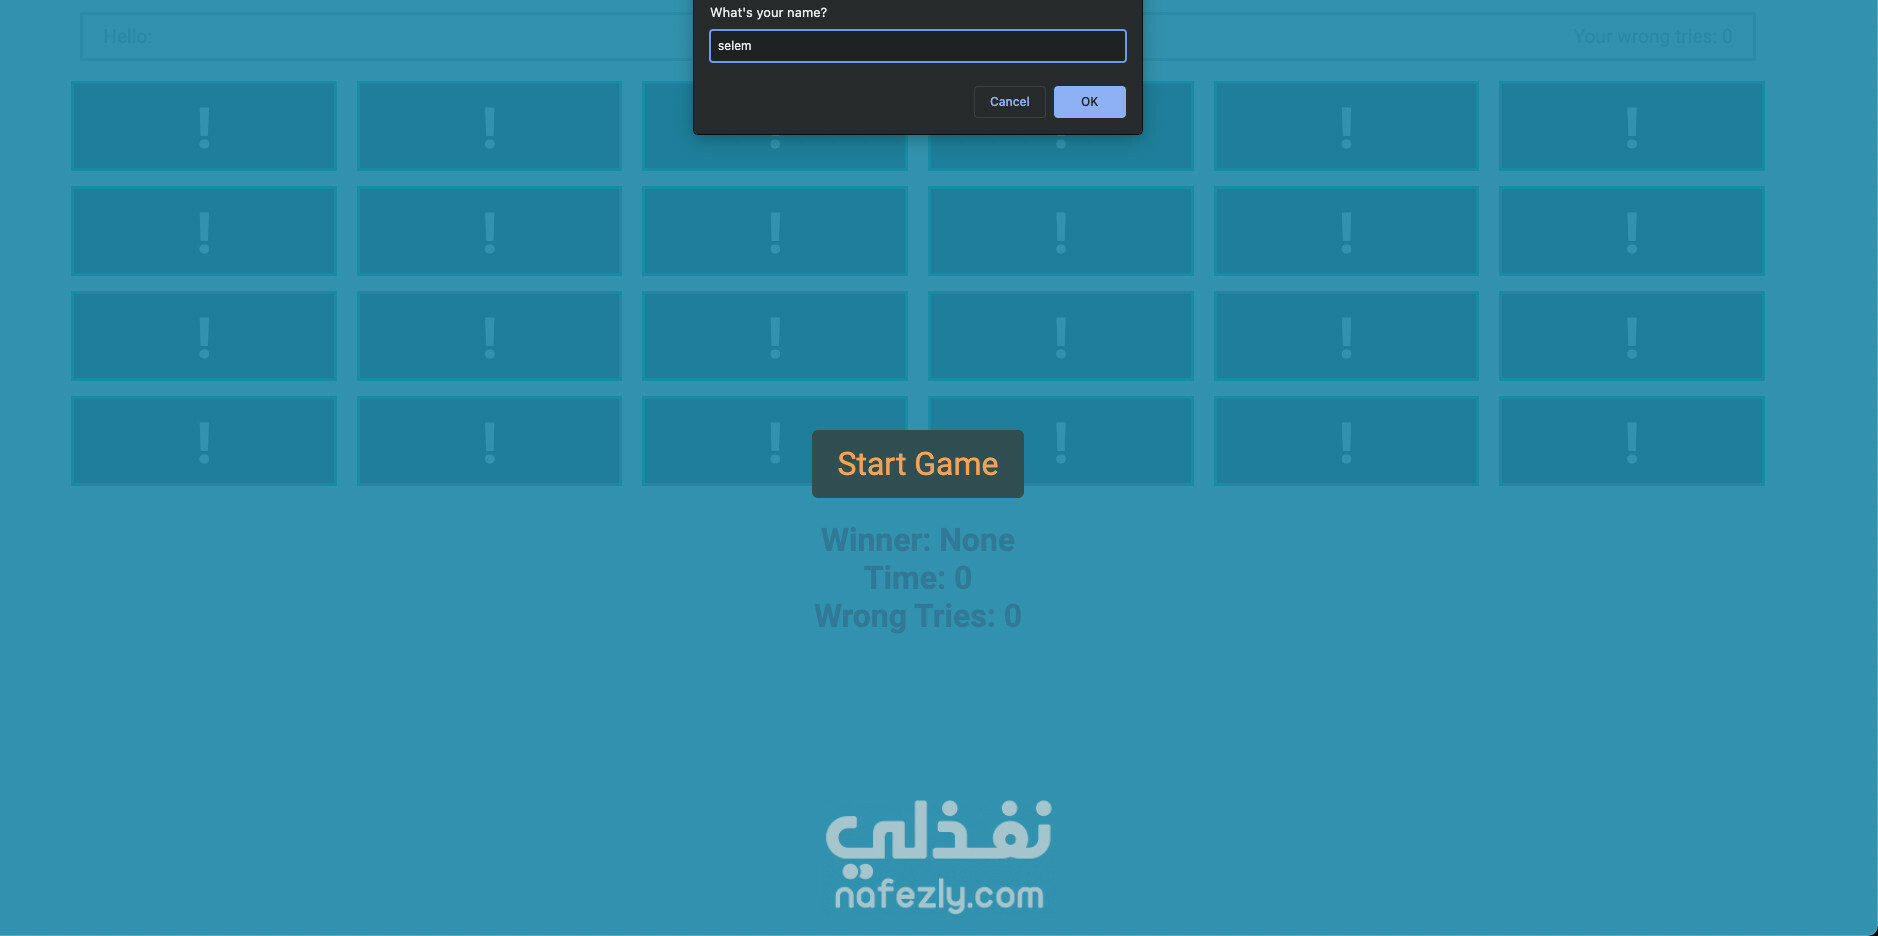 What's your name?
selem
Cancel
OK
Hello:
Your wrong tries: 0
! ! ! ! ! !
! ! ! ! ! !
! ! ! ! ! !
! ! ! ! ! !
Start Game
Winner: None
Time: 0
Wrong Tries: 0
نفذلي
nafezly.com